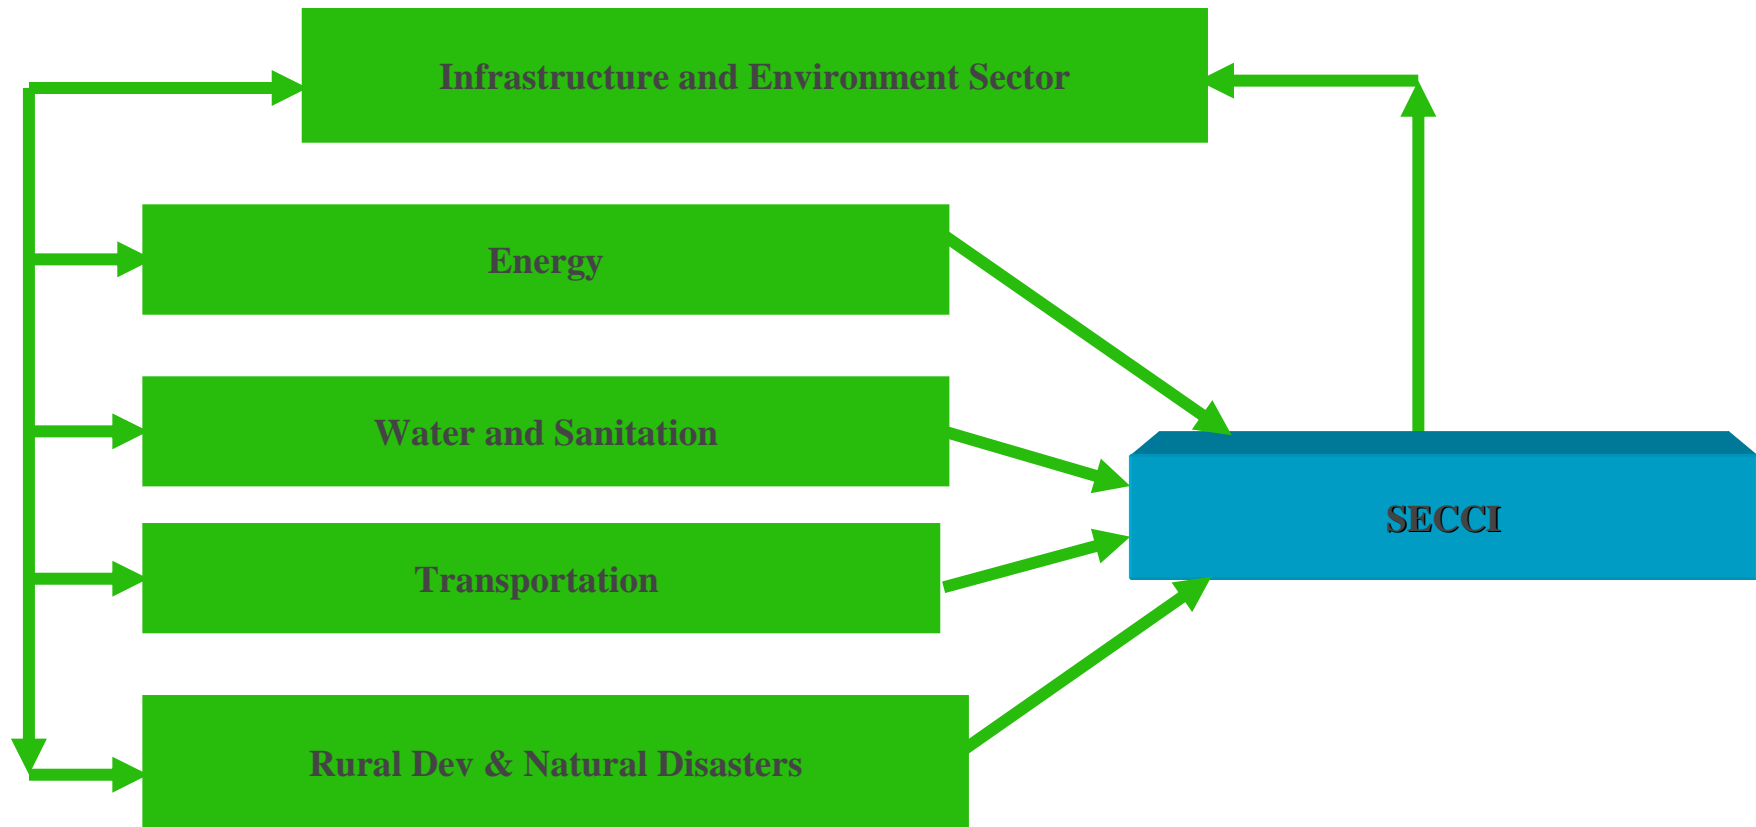 Infrastructure and Environment Sector
Energy
Water and Sanitation
SECCI
Transportation
Rural Dev & Natural Disasters